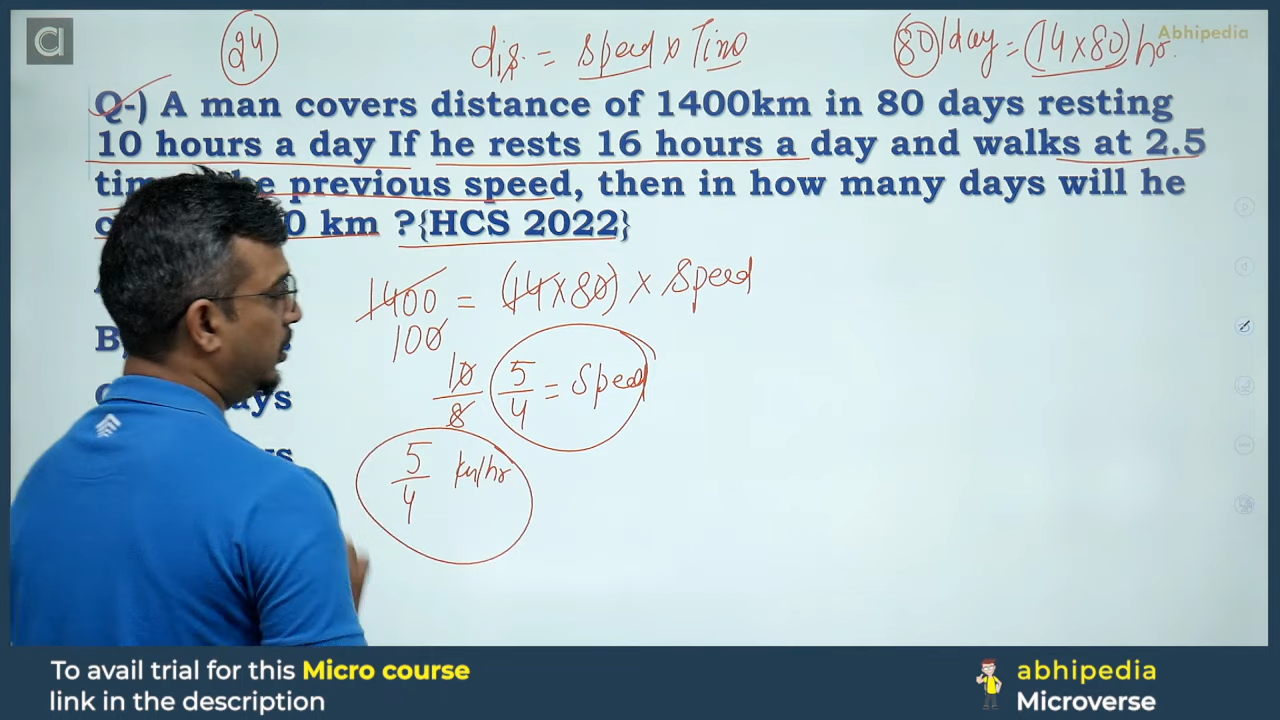 24
dis. = Speed x Time
80/day = (14x80) hr.
Abhipedia
Q-) A man covers distance of 1400km in 80 days resting
10 hours a day If he rests 16 hours a day and walks at 2.5
previous speed, then in how many days will he
0 km ?{HCS 2022}
1400 = (14x80) x Speed
100
10/8 5/4 = Speed
5/4 km/hr
To avail trial for this Micro course
link in the description
abhipedia
Microverse